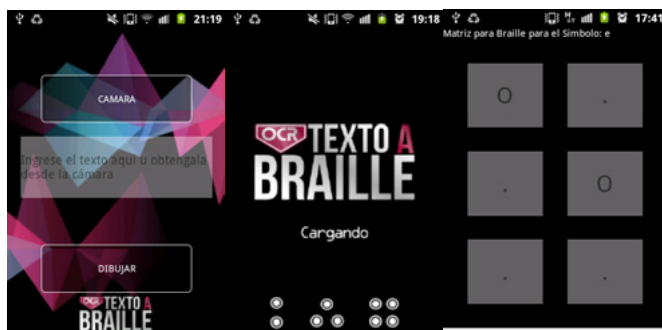 21:19
CAMARA
Ingrese el texto aquí u obtengala
desde la cámara
DIBUJAR
OCR TEXTO A
BRAILLE
19:18
OCR TEXTO A
BRAILLE
Cargando
17:41
Matriz para Braille para el Simbolo: e
O .
. O
. .